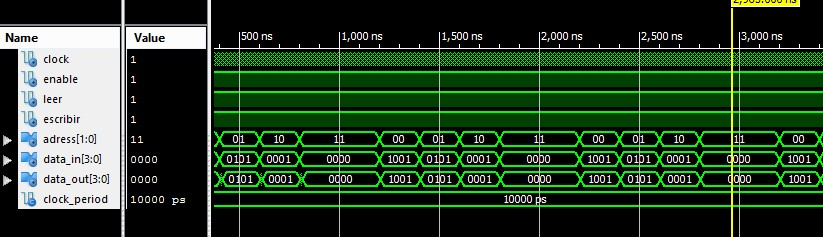 2,963.000 ns
500 ns 1,000 ns 1,500 ns 2,000 ns 2,500 ns 3,000 ns
Name Value
clock 1
enable 1
leer 1
escribir 1
adress[1:0] 11 01 10 11 00 01 10 11 00 01 10 11 00
data_in[3:0] 0000 0101 0001 0000 1001 0101 0001 0000 1001 0101 0001 0000 1001
data_out[3:0] 0000 0101 0001 0000 1001 0101 0001 0000 1001 0101 0001 0000 1001
clock_period 10000 ps 10000 ps